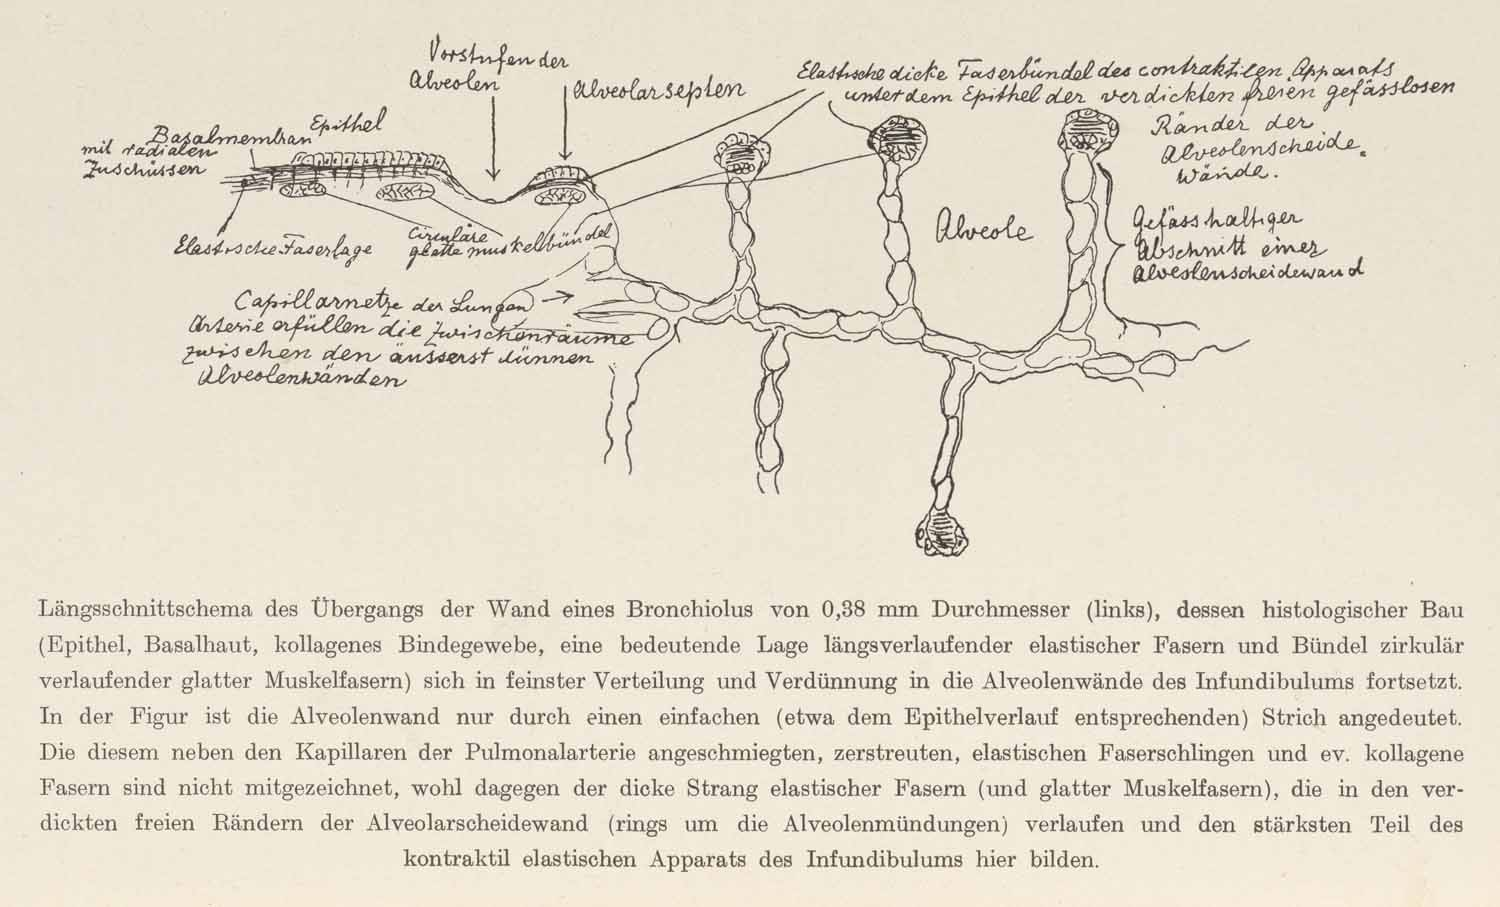 Vorstufen der
Alveolen
Alveolarsepten
Elastische dicke Faserbündel des contraktilen Apparats
unter dem Epithel der verdickten freien gefässlosen
Ränder der
Alveolenscheide-
wände.
Epithel
Basalmembran
mit radialen
Zuschüssen
Elastische Faserlage
Circuläre
glatte muskelbündel
Alveole
Gefässhaltiger
Abschnitt einer
Alveolenscheidewand
Capillarnetze der Lungen
Arterie erfüllen die Zwischenräume
zwischen den äusserst dünnen
Alveolenwänden
Längsschnittschema des Übergangs der Wand eines Bronchiolus von 0,38 mm Durchmesser (links), dessen histologischer Bau
(Epithel, Basalhaut, kollagenes Bindegewebe, eine bedeutende Lage längsverlaufender elastischer Fasern und Bündel zirkulär
verlaufender glatter Muskelfasern) sich in feinster Verteilung und Verdünnung in die Alveolenwände des Infundibulums fortsetzt.
In der Figur ist die Alveolenwand nur durch einen einfachen (etwa dem Epithelverlauf entsprechenden) Strich angedeutet.
Die diesem neben den Kapillaren der Pulmonalarterie angeschmiegten, zerstreuten, elastischen Faserschlingen und ev. kollagene
Fasern sind nicht mitgezeichnet, wohl dagegen der dicke Strang elastischer Fasern (und glatter Muskelfasern), die in den ver-
dickten freien Rändern der Alveolarscheidewand (rings um die Alveolenmündungen) verlaufen und den stärksten Teil des
kontraktil elastischen Apparats des Infundibulums hier bilden.